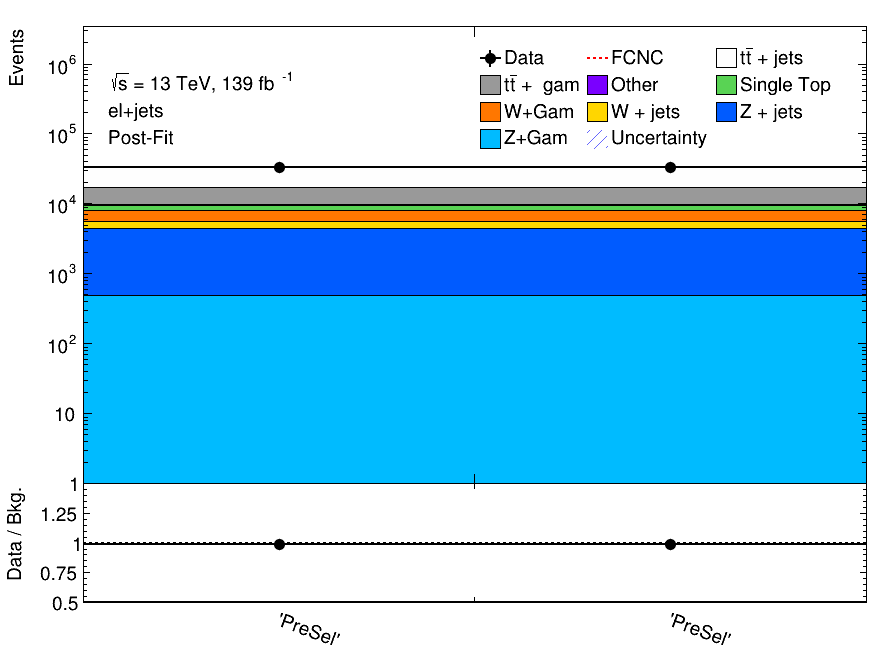 Events
10⁶
10⁵
10⁴
10³
10²
10
1
√s = 13 TeV, 139 fb ⁻¹
el+jets
Post-Fit
Data FCNC tt̄ + jets
tt̄ + gam Other Single Top
W+Gam W + jets Z + jets
Z+Gam Uncertainty
Data / Bkg.
1.25
1
0.75
0.5
'PreSel' 'PreSel'